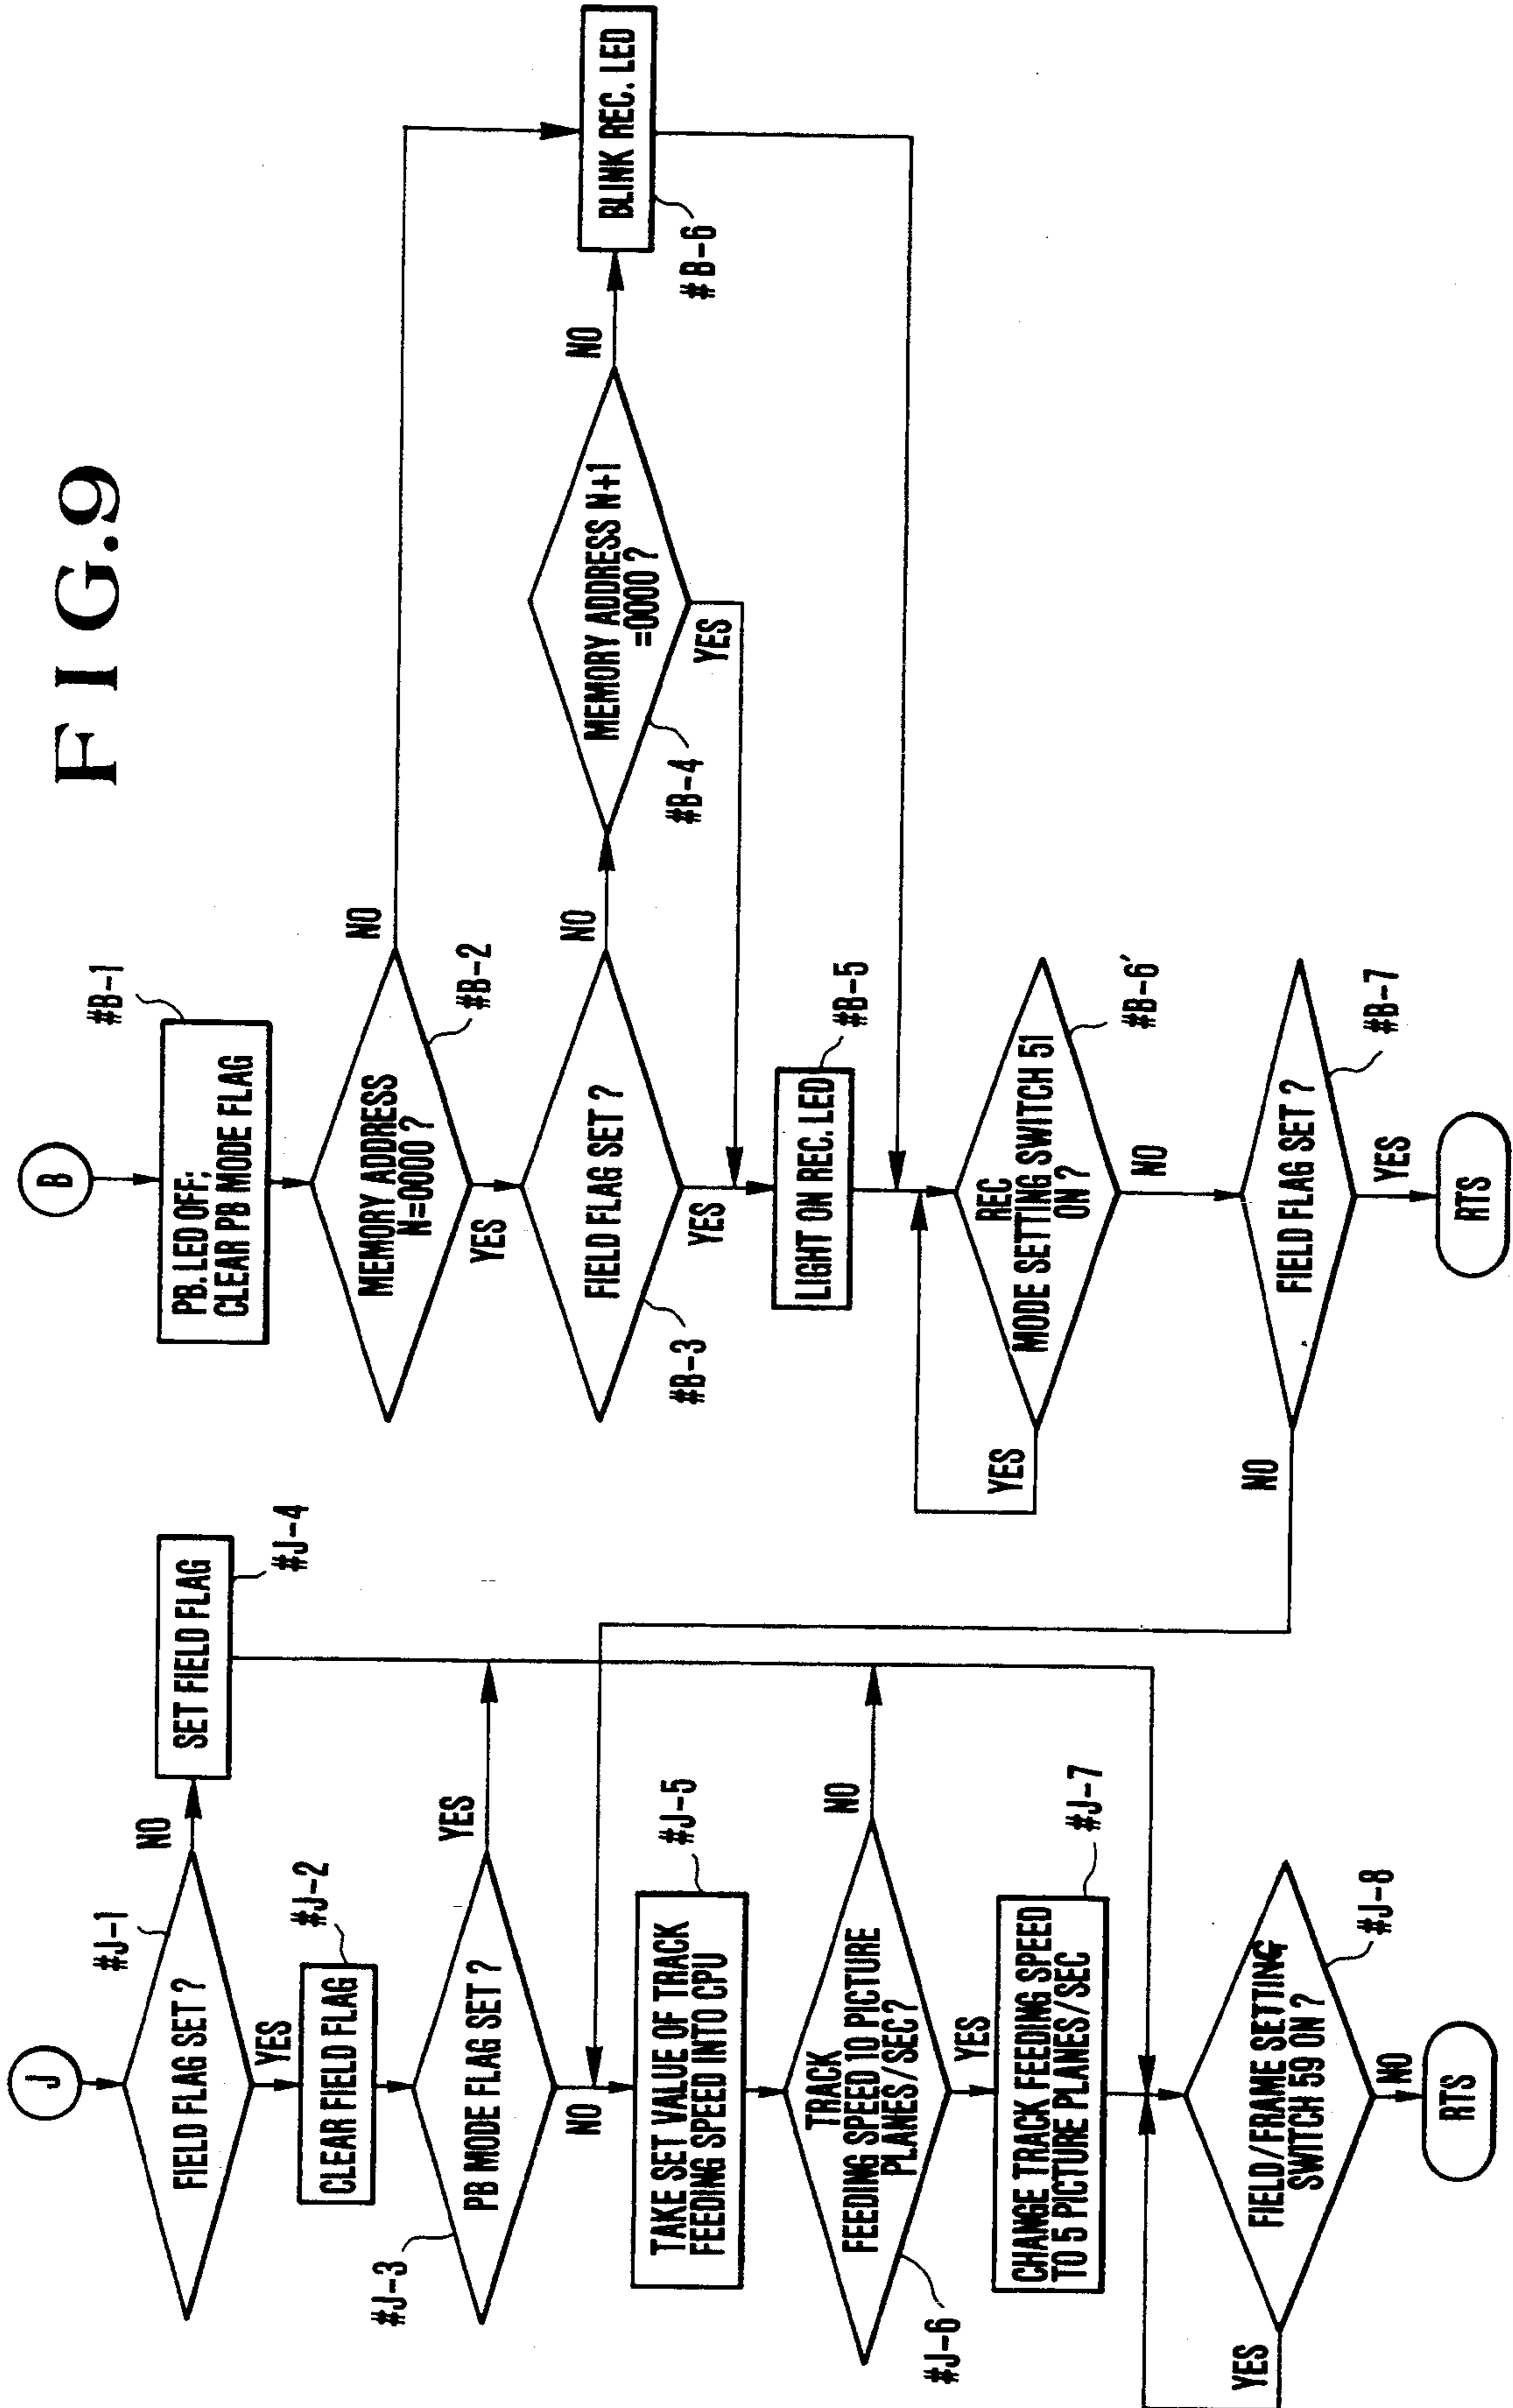 FIG.9
J
FIELD FLAG SET ?
#J-1
NO
SET FIELD FLAG
#J-4
YES
CLEAR FIELD FLAG
#J-2
PB MODE FLAG SET ?
#J-3
YES
NO
TAKE SET VALUE OF TRACK
FEEDING SPEED INTO CPU
#J-5
TRACK
FEEDING SPEED 10 PICTURE
PLANES/SEC?
#J-6
NO
YES
CHANGE TRACK FEEDING SPEED
TO 5 PICTURE PLANES/SEC
#J-7
FIELD/FRAME SETTING
SWITCH 59 ON ?
#J-8
YES
NO
RTS
B
PB.LED OFF;
CLEAR PB MODE FLAG
#B-1
MEMORY ADDRESS
N=0000 ?
#B-2
NO
YES
FIELD FLAG SET ?
#B-3
NO
YES
MEMORY ADDRESS N+1
=0000 ?
#B-4
NO
YES
BLINK REC. LED
#B-6
LIGHT ON REC. LED
#B-5
REC
MODE SETTING SWITCH 51
ON ?
#B-6'
YES
NO
FIELD FLAG SET ?
#B-7
NO
YES
RTS